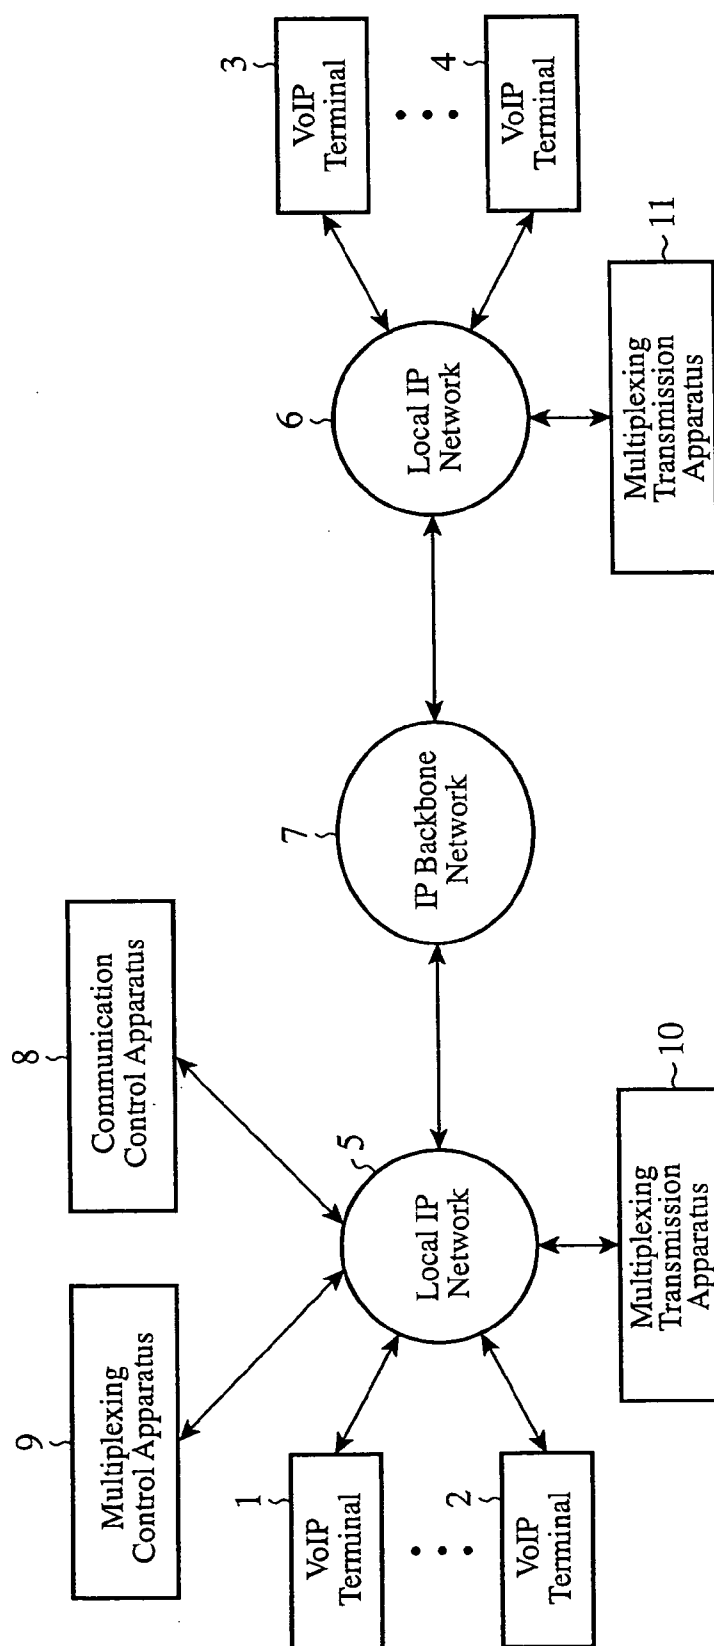 9
Multiplexing
Control Apparatus
8
Communication
Control Apparatus
1
VoIP
Terminal
2
VoIP
Terminal
5
Local IP
Network
7
IP Backbone
Network
6
Local IP
Network
3
VoIP
Terminal
4
VoIP
Terminal
10
Multiplexing
Transmission
Apparatus
11
Multiplexing
Transmission
Apparatus